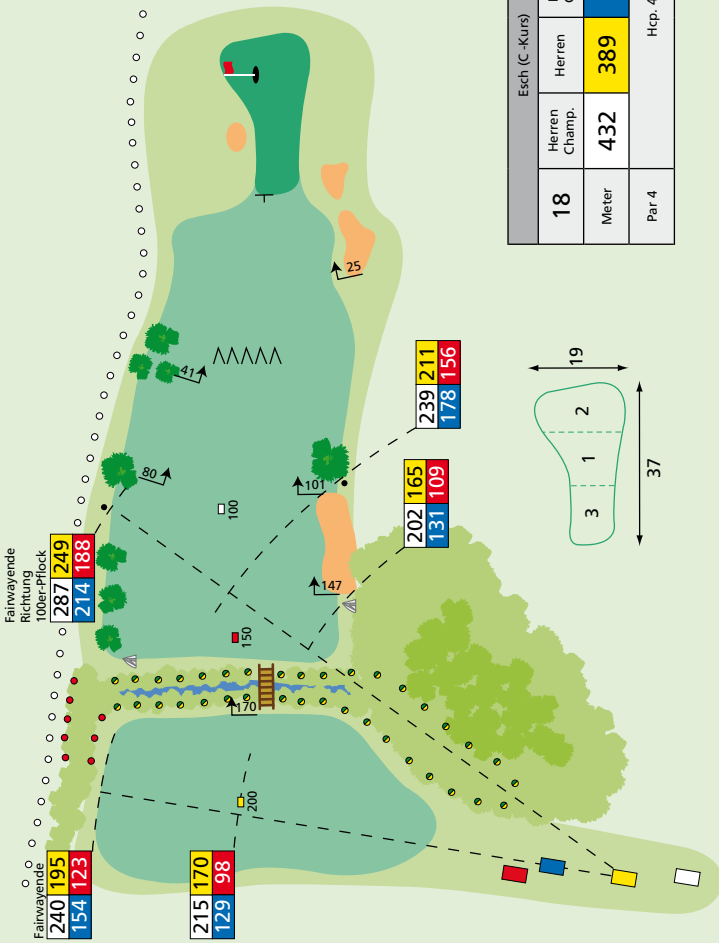 Esch (C -Kurs)
18
Herren
Champ.
Herren
Meter
432
389
Par 4
Hcp. 4
Fairwayende
Richtung
100er-Pflock
287 249
214 188
41
25
80
101
100
239 211
178 156
202 165
131 109
147
150
170
200
Fairwayende
240 195
154 123
215 170
129 98
19
2
1
3
37